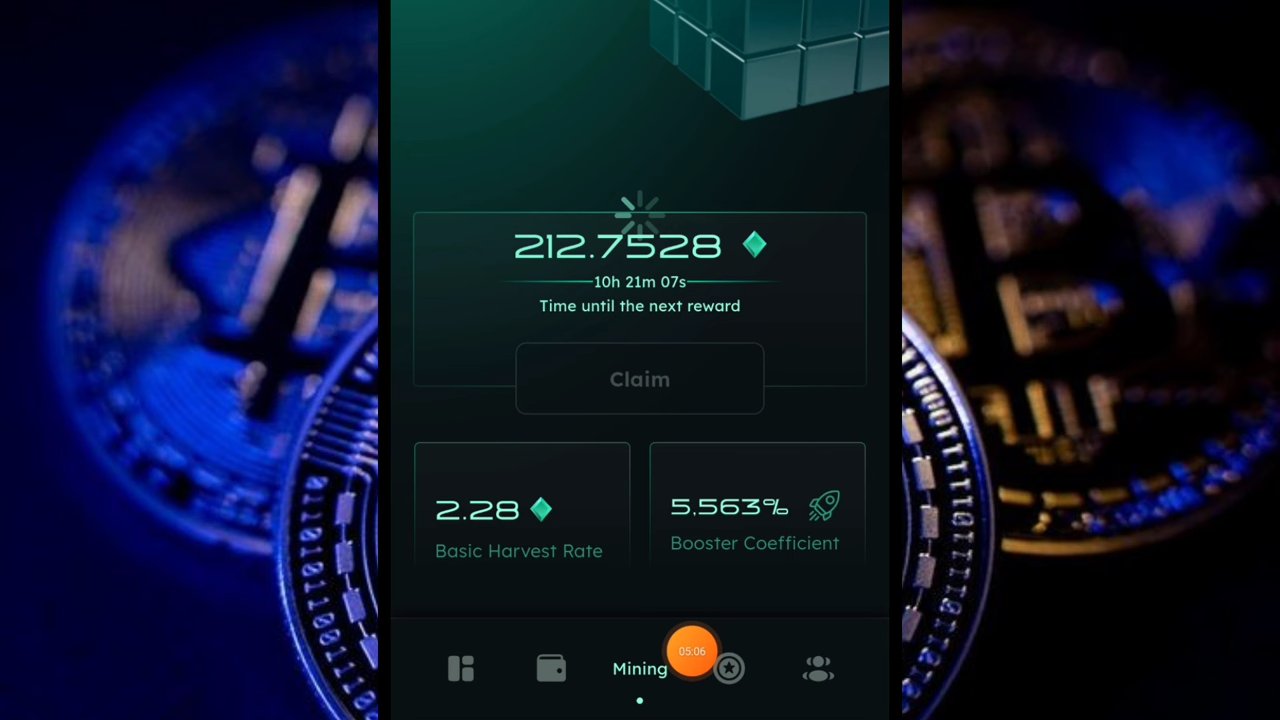 212.7528
10h 21m 07s
Time until the next reward
Claim
2.28
Basic Harvest Rate
5.563%
Booster Coefficient
Mining
05:06